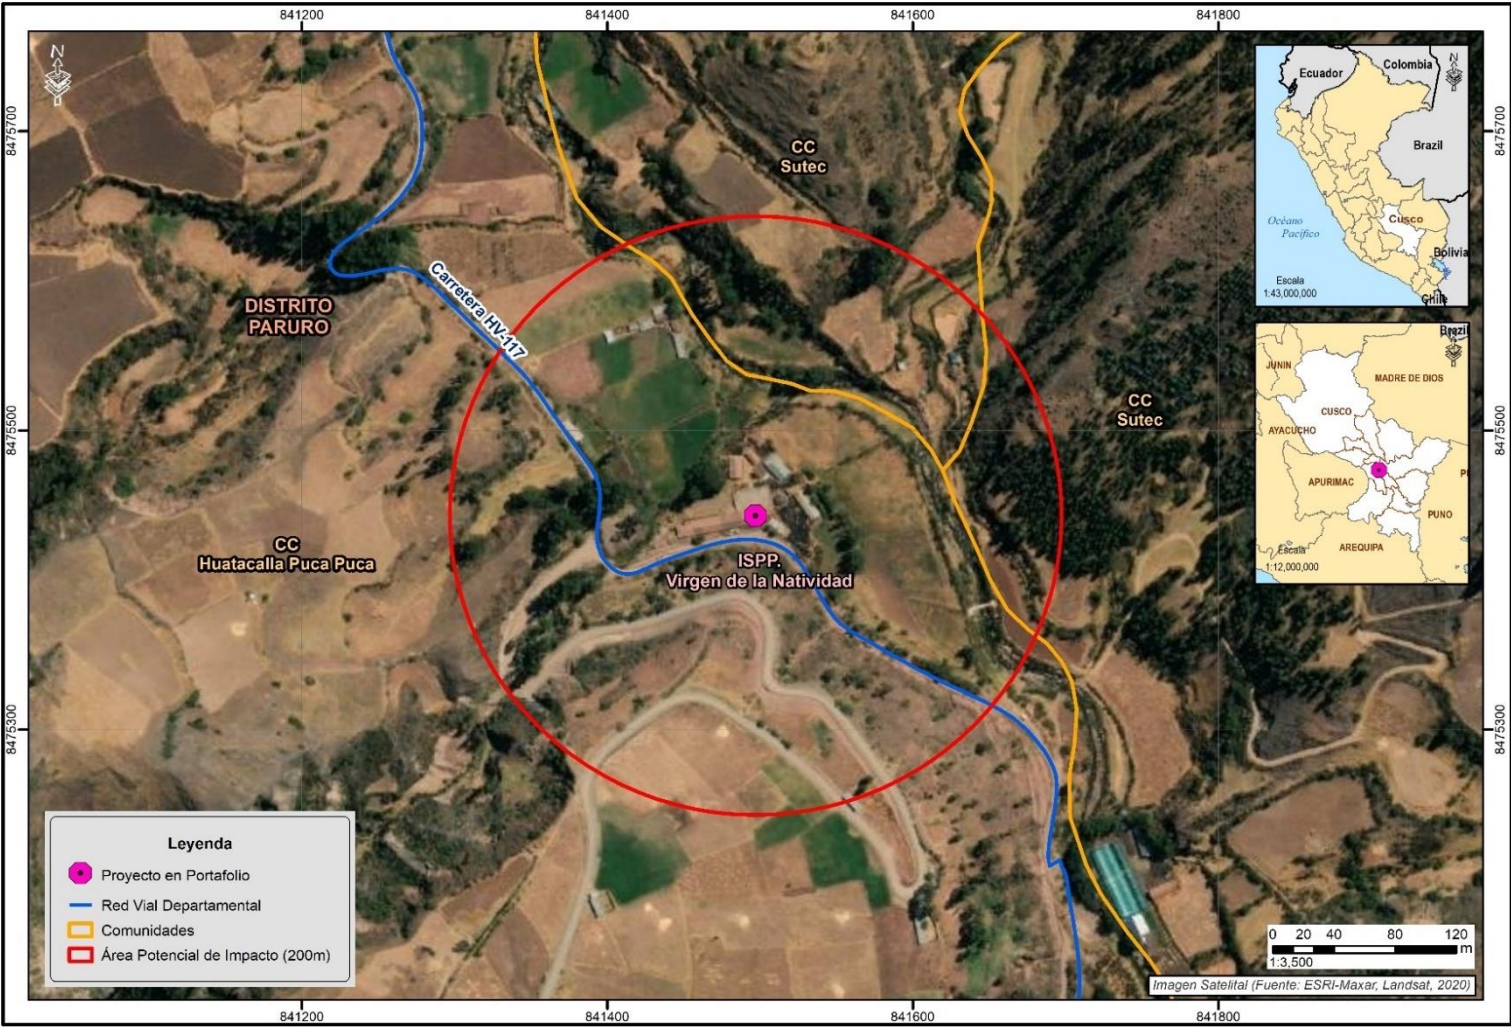 841200
841400
841600
841800
N
8475700
8475700
CC
Sutec
DISTRITO
PARURO
Carretera HV-117
8475500
8475500
CC
Sutec
CC
Huatacalla Puca Puca
ISPP.
Virgen de la Natividad
8475300
8475300
Ecuador
Colombia
N
Brazil
Cusco
Océano
Pacífico
Bolivia
Escala
1:43,000,000
Chile
Brazil
JUNIN
MADRE DE DIOS
CUSCO
AYACUCHO
APURIMAC
PUNO
Escala
AREQUIPA
1:12,000,000
Leyenda
Proyecto en Portafolio
Red Vial Departamental
Comunidades
Área Potencial de Impacto (200m)
0 20 40 80 120
m
1:3,500
Imagen Satelital (Fuente: ESRI-Maxar, Landsat, 2020)
841200
841400
841600
841800